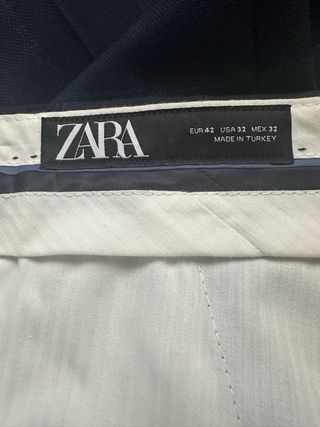 ZARA
EUR 42 USA 32 MEX 32
MADE IN TURKEY